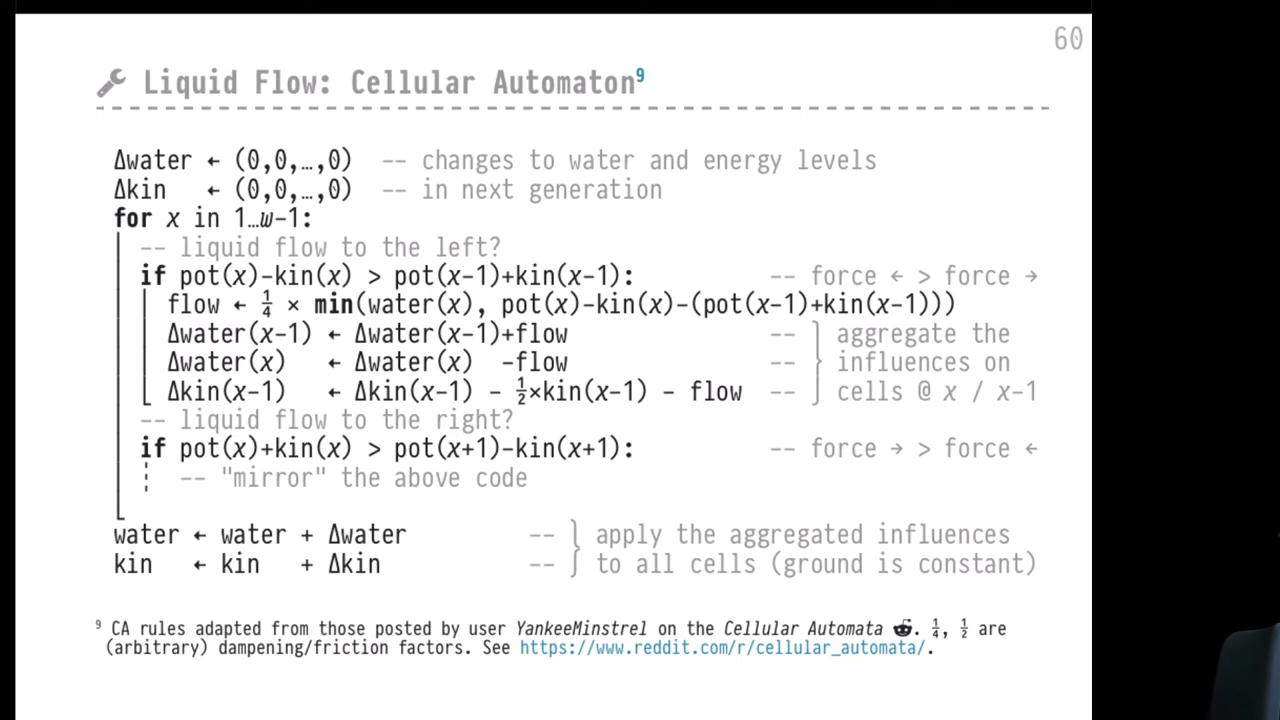 60
Liquid Flow: Cellular Automaton⁹
Δwater ← (0,0,…,0) -- changes to water and energy levels
Δkin ← (0,0,…,0) -- in next generation
for x in 1…w-1:
-- liquid flow to the left?
if pot(x)-kin(x) > pot(x-1)+kin(x-1): -- force ← > force →
flow ← ¼ × min(water(x), pot(x)-kin(x)-(pot(x-1)+kin(x-1)))
Δwater(x-1) ← Δwater(x-1)+flow -- aggregate the
Δwater(x) ← Δwater(x) -flow -- influences on
Δkin(x-1) ← Δkin(x-1) - ½×kin(x-1) - flow -- cells @ x / x-1
-- liquid flow to the right?
if pot(x)+kin(x) > pot(x+1)-kin(x+1): -- force → > force ←
-- "mirror" the above code
water ← water + Δwater -- apply the aggregated influences
kin ← kin + Δkin -- to all cells (ground is constant)
⁹ CA rules adapted from those posted by user YankeeMinstrel on the Cellular Automata . ¼, ½ are
(arbitrary) dampening/friction factors. See https://www.reddit.com/r/cellular_automata/.